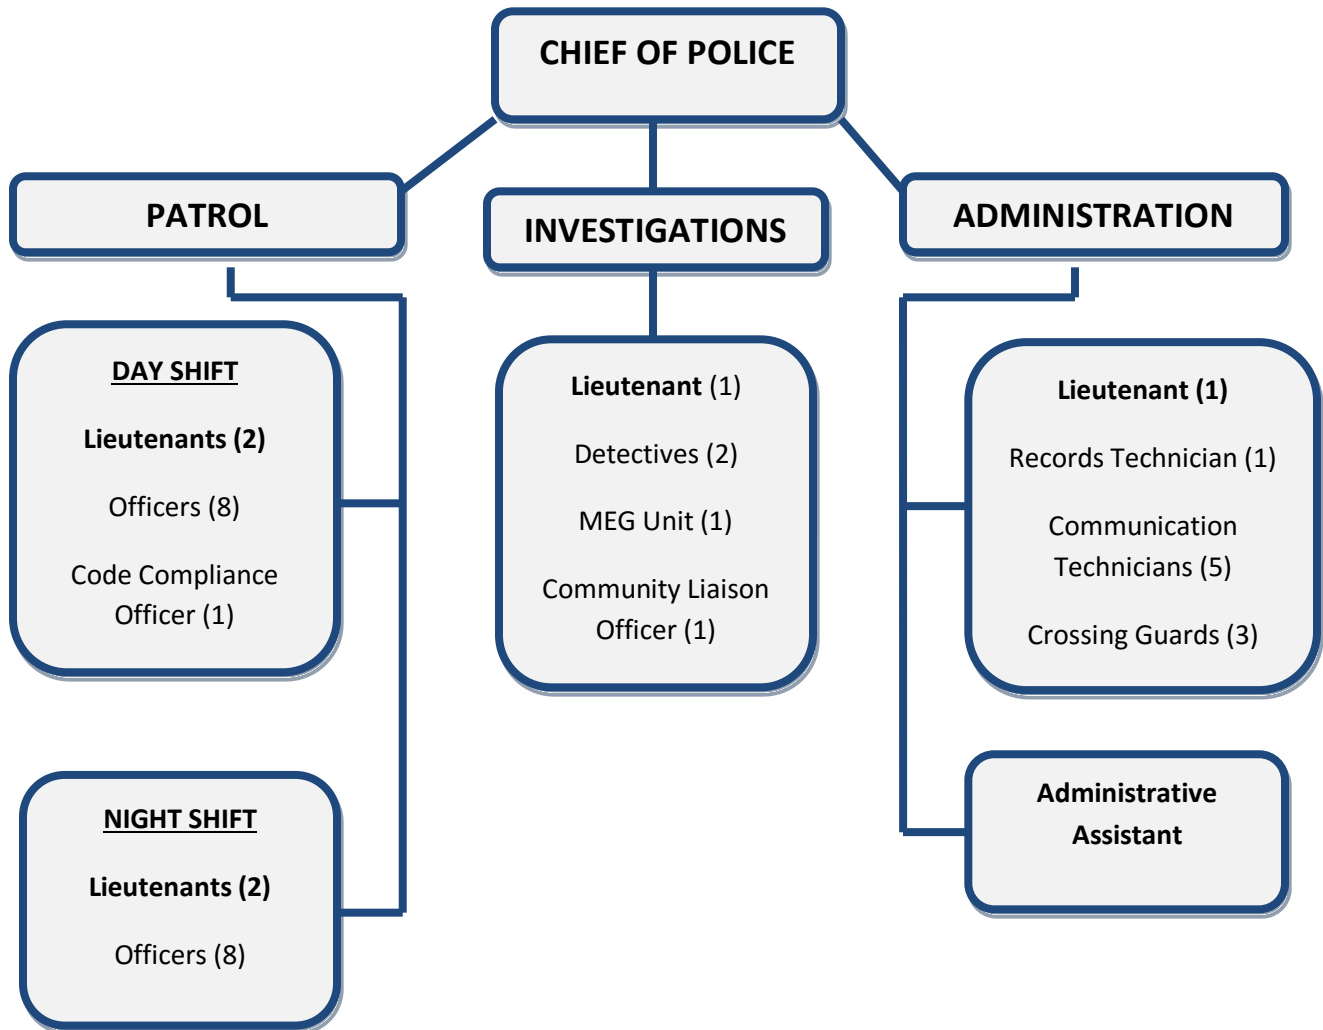 CHIEF OF POLICE
PATROL
INVESTIGATIONS
ADMINISTRATION
DAY SHIFT
Lieutenants (2)
Officers (8)
Code Compliance
Officer (1)
Lieutenant (1)
Detectives (2)
MEG Unit (1)
Community Liaison
Officer (1)
Lieutenant (1)
Records Technician (1)
Communication
Technicians (5)
Crossing Guards (3)
NIGHT SHIFT
Lieutenants (2)
Officers (8)
Administrative
Assistant